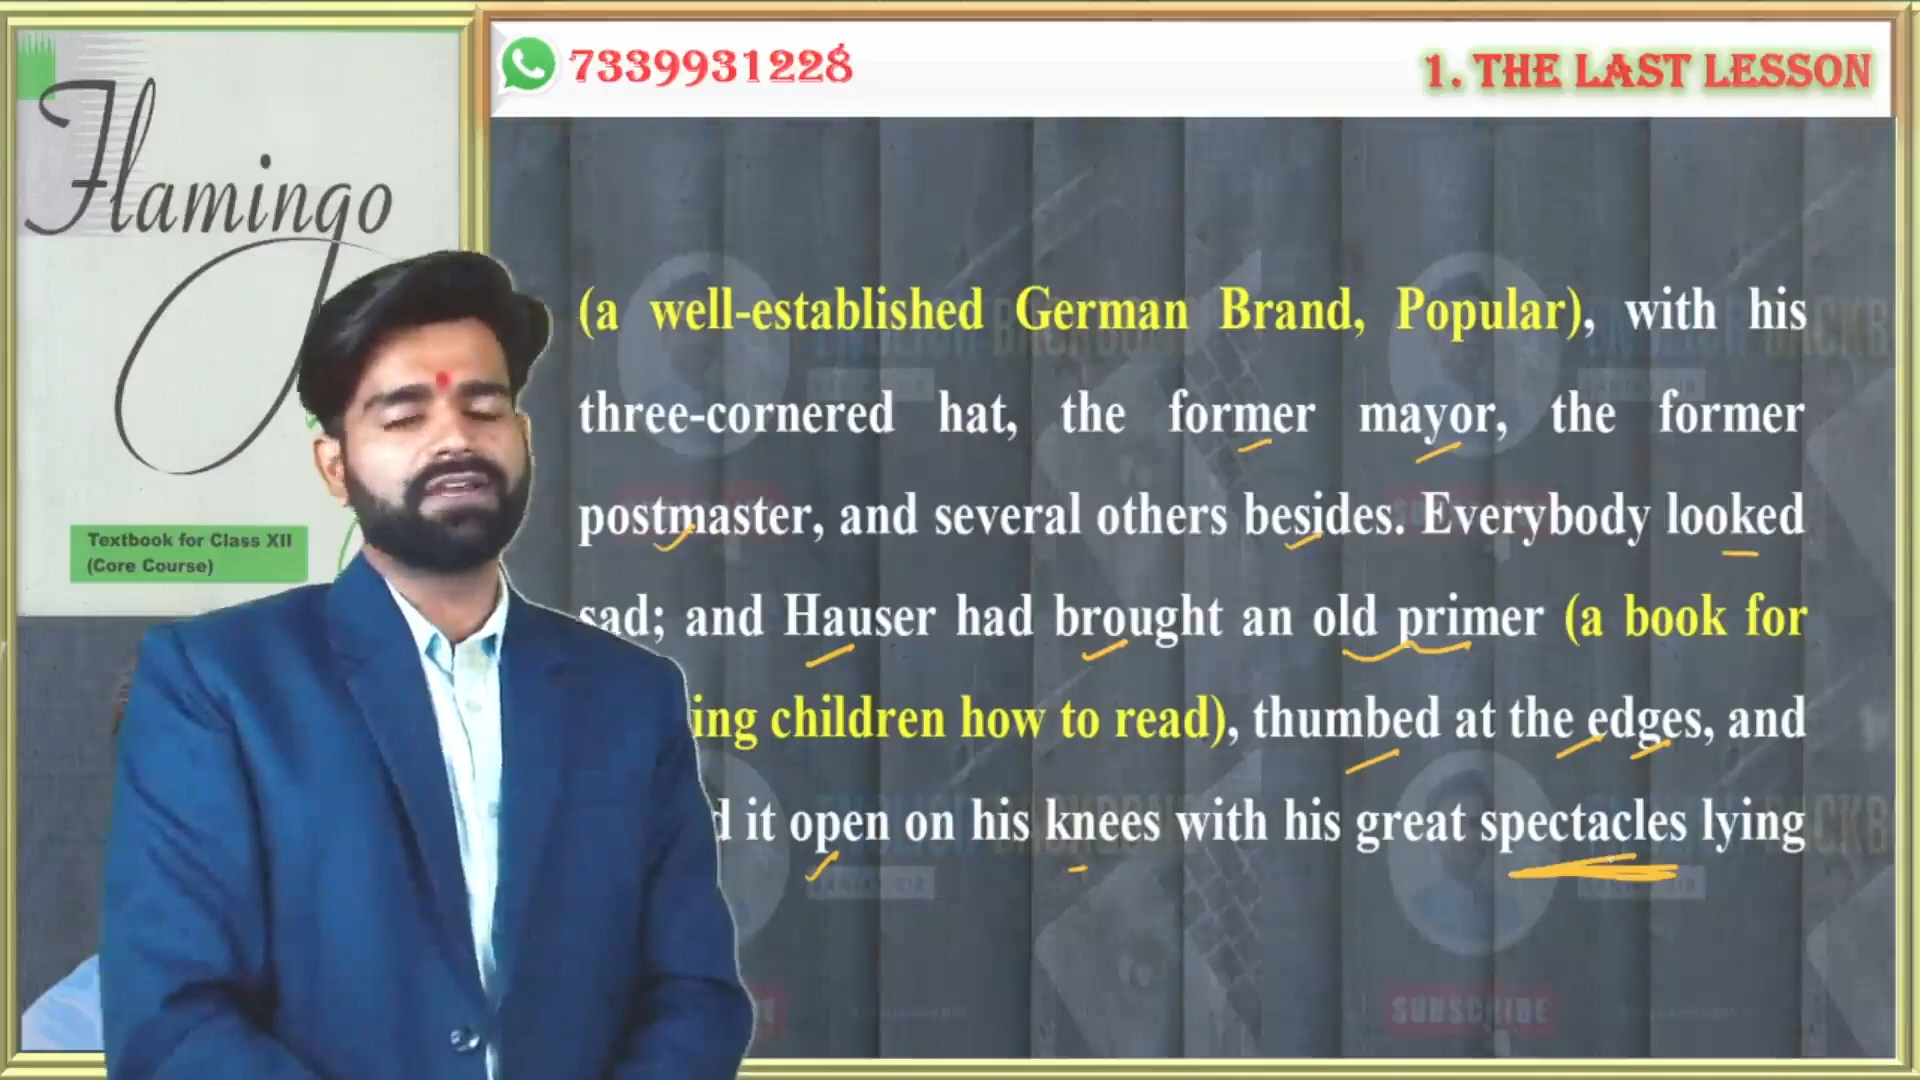 Flamingo
Textbook for Class XII
(Core Course)
7339931228
1. THE LAST LESSON
(a well-established German Brand, Popular), with his
three-cornered hat, the former mayor, the former
postmaster, and several others besides. Everybody looked
sad; and Hauser had brought an old primer (a book for
ing children how to read), thumbed at the edges, and
d it open on his knees with his great spectacles lying
SUBSCRIBE